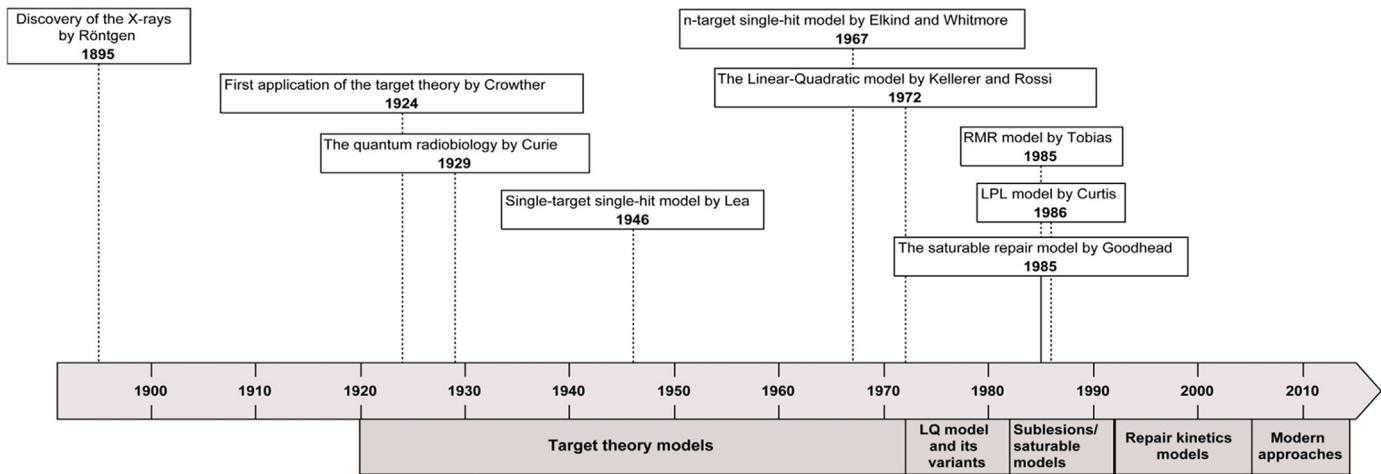 Discovery of the X-rays
by Röntgen
1895
n-target single-hit model by Elkind and Whitmore
1967
First application of the target theory by Crowther
1924
The Linear-Quadratic model by Kellerer and Rossi
1972
The quantum radiobiology by Curie
1929
RMR model by Tobias
1985
Single-target single-hit model by Lea
1946
LPL model by Curtis
1986
The saturable repair model by Goodhead
1985
1900 1910 1920 1930 1940 1950 1960 1970 1980 1990 2000 2010
Target theory models
LQ model
and its
variants
Sublesions/
saturable
models
Repair kinetics
models
Modern
approaches